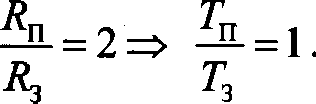 R_П/R_З = 2 ⇒ T_П/T_З = 1.